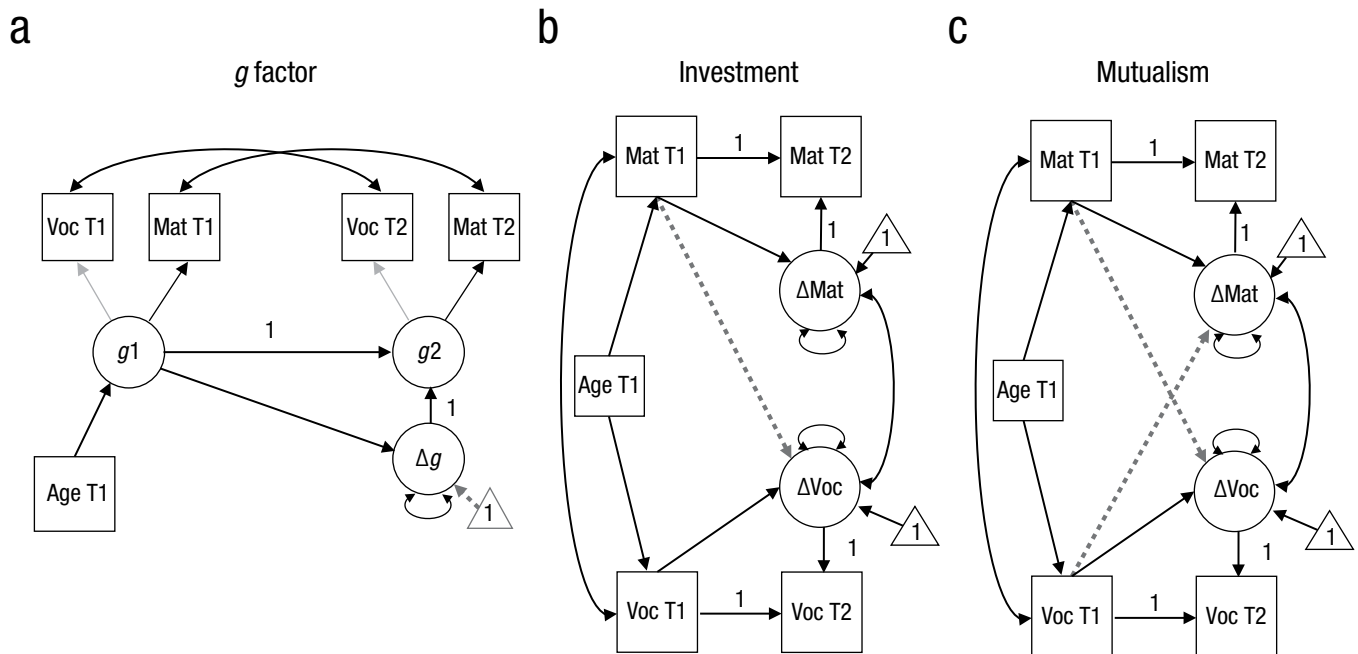 a
g factor
Voc T1
Mat T1
Voc T2
Mat T2
g1
1
g2
1
Δg
1
Age T1
b
Investment
Mat T1
1
Mat T2
1
1
ΔMat
Age T1
ΔVoc
1
1
Voc T1
1
Voc T2
c
Mutualism
Mat T1
1
Mat T2
1
1
ΔMat
Age T1
ΔVoc
1
1
Voc T1
1
Voc T2